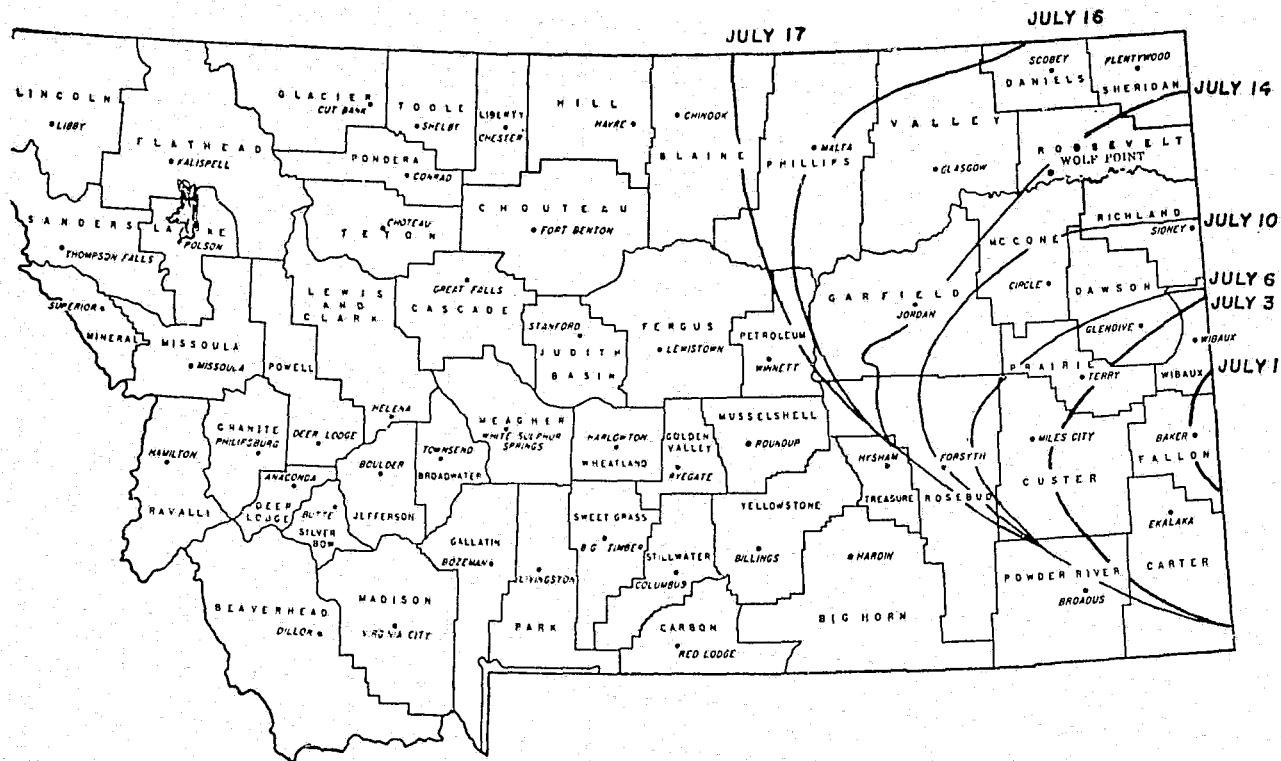 JULY 17
JULY 16
JULY 14
JULY 10
JULY 6
JULY 3
JULY 1
LINCOLN
LIBBY
FLATHEAD
KALISPELL
GLACIER
CUT BANK
TOOLE
SHELBY
LIBERTY
CHESTER
HILL
HAVRE
CHINOOK
BLAINE
PHILLIPS
MALTA
VALLEY
GLASGOW
SCOBEY
DANIELS
PLENTYWOOD
SHERIDAN
ROOSEVELT
WOLF POINT
PONDERA
CONRAD
TETON
CHOTEAU
CHOUTEAU
FORT BENTON
SANDERS
LAKE
POLSON
THOMPSON FALLS
RICHLAND
SIDNEY
MCCONE
CIRCLE
DAWSON
GLENDIVE
WIBAUX
WIBAUX
GARFIELD
JORDAN
PRAIRIE
TERRY
SUPERIOR
MINERAL
MISSOULA
MISSOULA
POWELL
LEWIS
AND
CLARK
HELENA
GREAT FALLS
CASCADE
STANFORD
JUDITH
BASIN
FERGUS
LEWISTOWN
PETROLEUM
WINNETT
GRANITE
PHILIPSBURG
DEER LODGE
HAMILTON
RAVALLI
ANACONDA
DEER
LODGE
BUTTE
SILVER
BOW
BOULDER
JEFFERSON
TOWNSEND
BROADWATER
MEAGHER
WHITE SULPHUR
SPRINGS
HARLOWTON
WHEATLAND
GOLDEN
VALLEY
RYEGATE
MUSSELSHELL
ROUNDUP
HYSHAM
TREASURE
FORSYTH
ROSEBUD
MILES CITY
CUSTER
BAKER
FALLON
EKALAKA
CARTER
POWDER RIVER
BROADUS
GALLATIN
BOZEMAN
LIVINGSTON
PARK
SWEET GRASS
BIG TIMBER
STILLWATER
COLUMBUS
YELLOWSTONE
BILLINGS
HARDIN
BIG HORN
CARBON
RED LODGE
BEAVERHEAD
DILLON
MADISON
VIRGINIA CITY